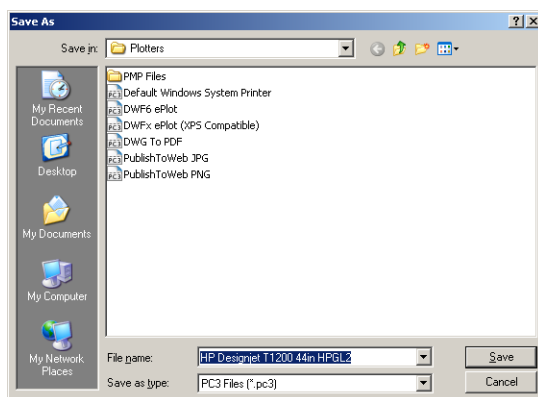 Save As
Save in: Plotters
My Recent Documents
Desktop
My Documents
My Computer
My Network Places
PMP Files
Default Windows System Printer
DWF6 ePlot
DWFx ePlot (XPS Compatible)
DWG To PDF
PublishToWeb JPG
PublishToWeb PNG
File name: HP Designjet T1200 44in HPGL2
Save
Save as type: PC3 Files (*.pc3)
Cancel